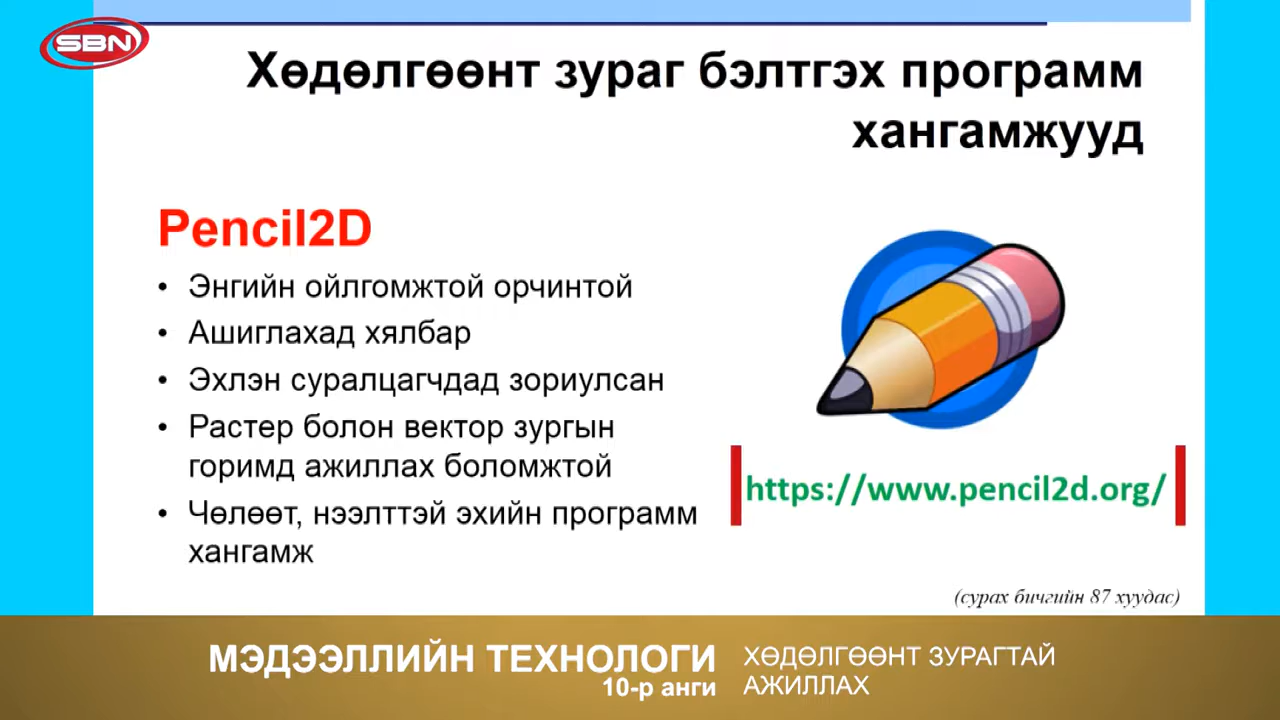 SBN
Хөдөлгөөнт зураг бэлтгэх программ
хангамжууд
Pencil2D
• Энгийн ойлгомжтой орчинтой
• Ашиглахад хялбар
• Эхлэн суралцагчдад зориулсан
• Растер болон вектор зургын
горимд ажиллах боломжтой
• Чөлөөт, нээлттэй эхийн программ
хангамж
https://www.pencil2d.org/
(сурах бичгийн 87 хуудас)
МЭДЭЭЛЛИЙН ТЕХНОЛОГИ
10-р анги
ХӨДӨЛГӨӨНТ ЗУРАГТАЙ
АЖИЛЛАХ